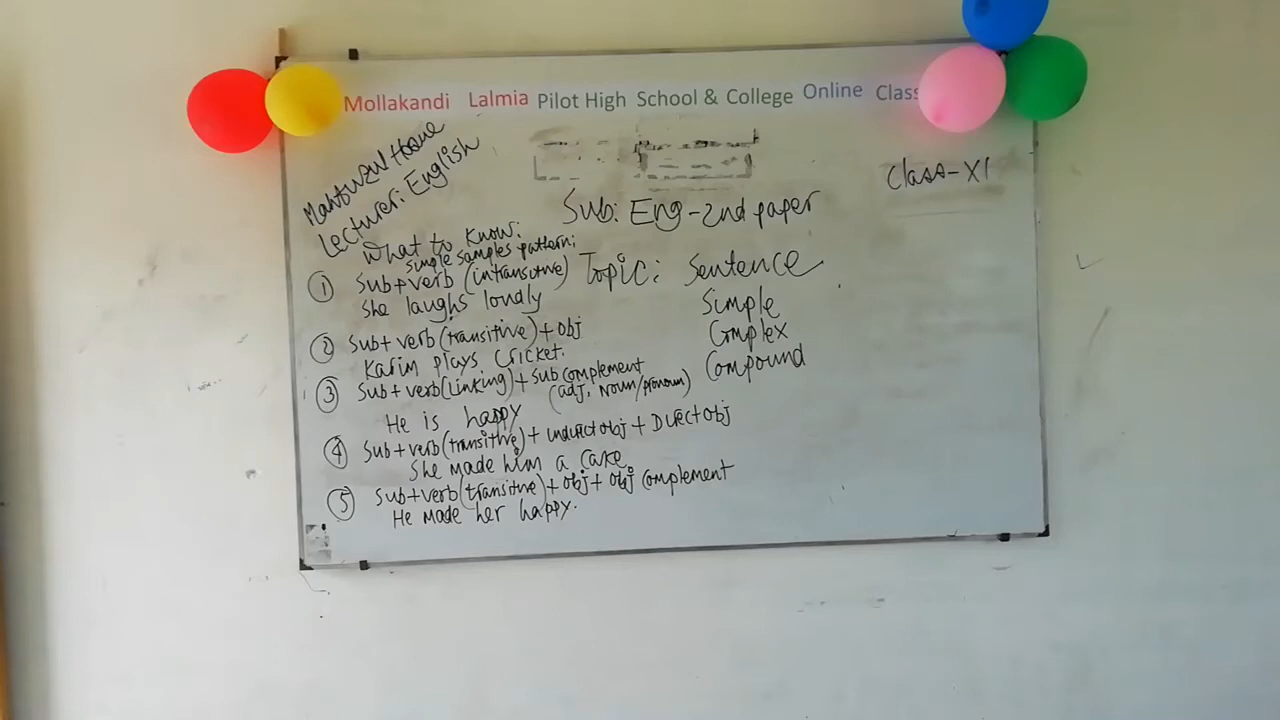 Mollakandi Lalmia Pilot High School & College Online Class
Lecturer: English
Class-XI
Sub: Eng-2nd paper
What to know:
simple samples pattern:
Topic: Sentence
Simple
Complex
Compound
① Sub+verb (intransitive)
She laughs loudly
② Sub+verb(transitive)+obj
Karim plays cricket.
③ Sub+verb(Linking)+Sub complement
(adj, Noun/pronoun)
He is happy
④ Sub+verb(transitive)+indirect obj+Direct obj
She made him a cake
⑤ Sub+verb(transitive)+obj+obj complement
He made her happy.